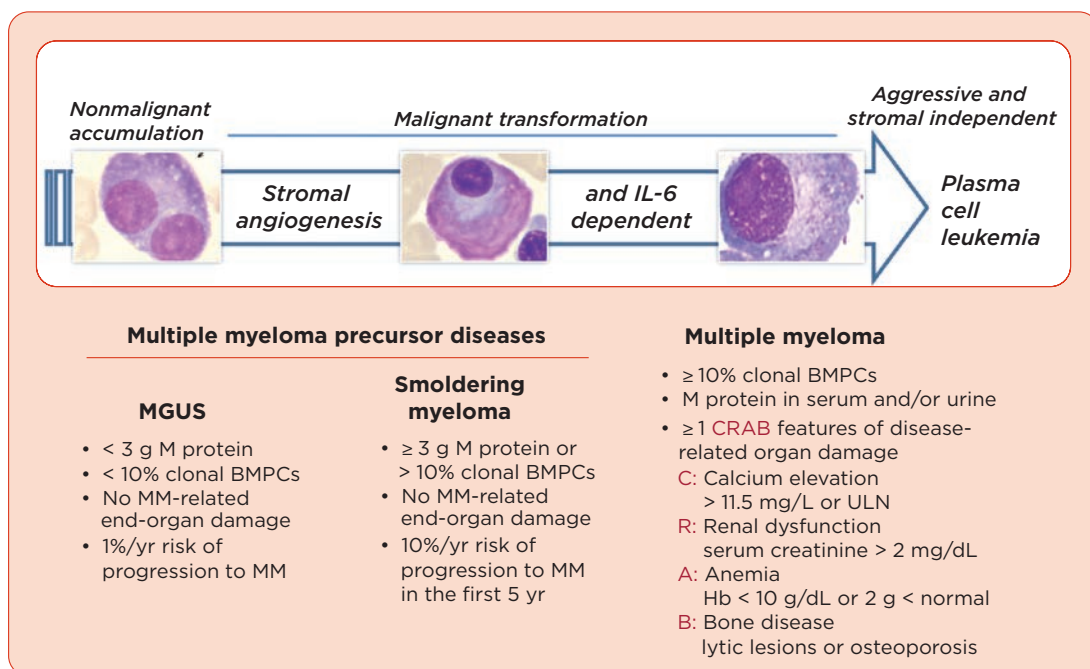 Nonmalignant
accumulation
Malignant transformation
Aggressive and
stromal independent
Stromal
angiogenesis
and IL-6
dependent
Plasma
cell
leukemia
Multiple myeloma precursor diseases
MGUS
• < 3 g M protein
• < 10% clonal BMPCs
• No MM-related
end-organ damage
• 1%/yr risk of
progression to MM
Smoldering
myeloma
• ≥ 3 g M protein or
> 10% clonal BMPCs
• No MM-related
end-organ damage
• 10%/yr risk of
progression to MM
in the first 5 yr
Multiple myeloma
• ≥ 10% clonal BMPCs
• M protein in serum and/or urine
• ≥ 1 CRAB features of disease-
related organ damage
C: Calcium elevation
> 11.5 mg/L or ULN
R: Renal dysfunction
serum creatinine > 2 mg/dL
A: Anemia
Hb < 10 g/dL or 2 g < normal
B: Bone disease
lytic lesions or osteoporosis